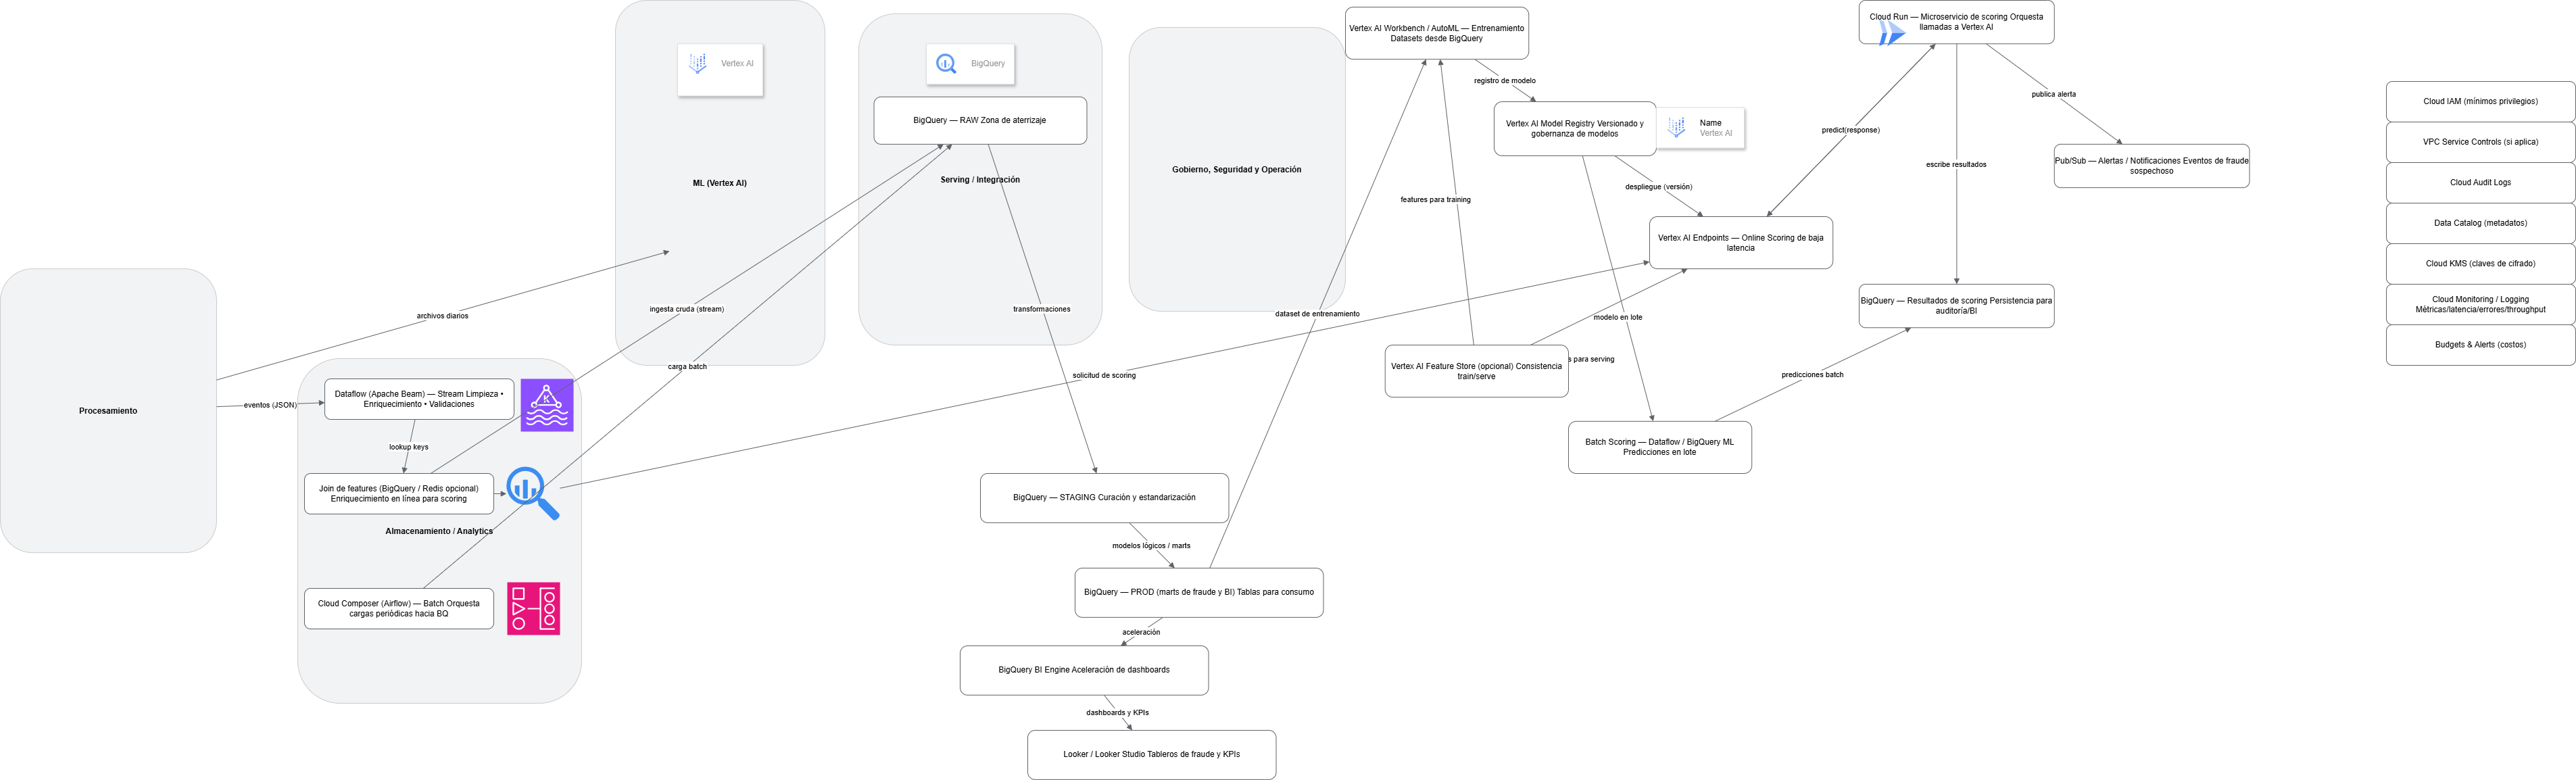 Procesamiento
archivos diarios
eventos (JSON)
Dataflow (Apache Beam) — Stream Limpieza •
Enriquecimiento • Validaciones
K
lookup keys
Join de features (BigQuery / Redis opcional)
Enriquecimiento en línea para scoring
Almacenamiento / Analytics
Cloud Composer (Airflow) — Batch Orquesta
cargas periódicas hacia BQ
Vertex AI
ML (Vertex AI)
ingesta cruda (stream)
carga batch
BigQuery
BigQuery — RAW Zona de aterrizaje
Serving / Integración
transformaciones
solicitud de scoring
BigQuery — STAGING Curación y estandarización
modelos lógicos / marts
BigQuery — PROD (marts de fraude y BI) Tablas para consumo
aceleración
BigQuery BI Engine Aceleración de dashboards
dashboards y KPIs
Looker / Looker Studio Tableros de fraude y KPIs
Gobierno, Seguridad y Operación
dataset de entrenamiento
Vertex AI Workbench / AutoML — Entrenamiento
Datasets desde BigQuery
registro de modelo
Vertex AI Model Registry Versionado y
gobernanza de modelos
Name
Vertex AI
features para training
despliegue (versión)
Vertex AI Endpoints — Online Scoring de baja
latencia
modelo en lote
Vertex AI Feature Store (opcional) Consistencia
train/serve
s para serving
Batch Scoring — Dataflow / BigQuery ML
Predicciones en lote
predicciones batch
Cloud Run — Microservicio de scoring Orquesta
llamadas a Vertex AI
predict(response)
publica alerta
escribe resultados
Pub/Sub — Alertas / Notificaciones Eventos de fraude
sospechoso
BigQuery — Resultados de scoring Persistencia para
auditoría/BI
Cloud IAM (mínimos privilegios)
VPC Service Controls (si aplica)
Cloud Audit Logs
Data Catalog (metadatos)
Cloud KMS (claves de cifrado)
Cloud Monitoring / Logging
Métricas/latencia/errores/throughput
Budgets & Alerts (costos)